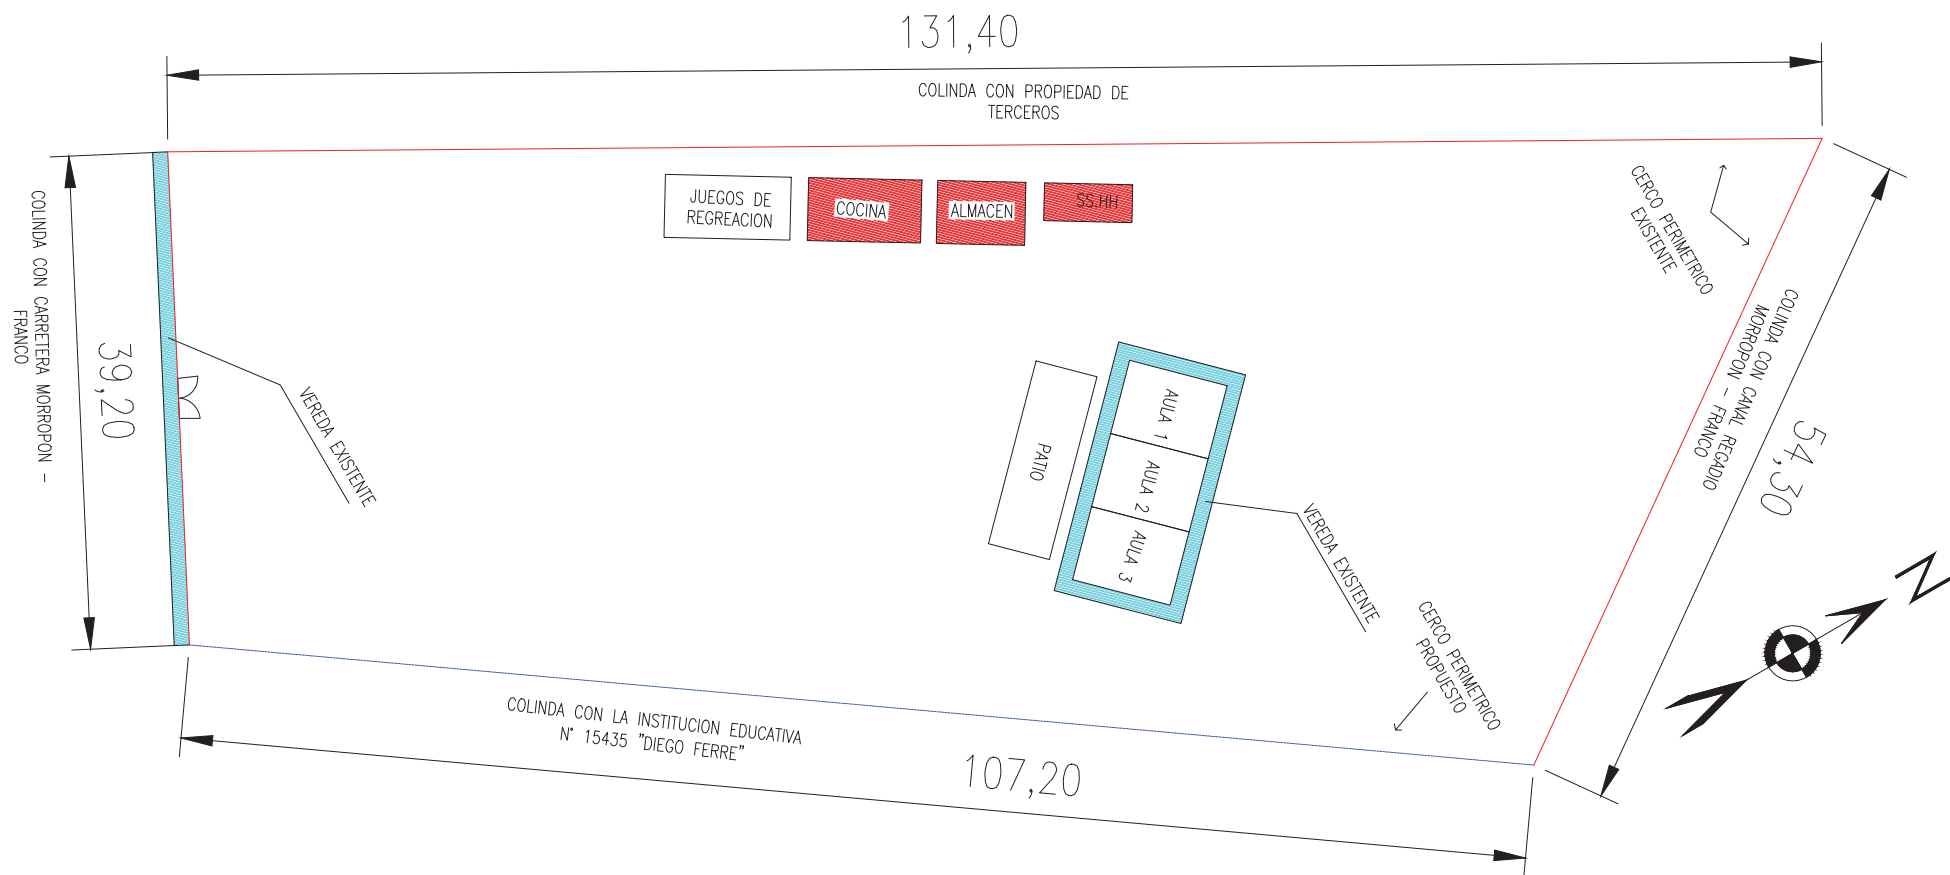 131,40
COLINDA CON PROPIEDAD DE
TERCEROS
COLINDA CON CARRETERA MORROPON -
FRANCO
39,20
JUEGOS DE
REGREACION
COCINA
ALMACEN
SS.HH
CERCO PERIMETRICO
EXISTENTE
COLINDA CON CANAL REGADIO
MORROPON - FRANCO
54,30
VEREDA EXISTENTE
PATIO
AULA 1
AULA 2
AULA 3
VEREDA EXISTENTE
CERCO PERIMETRICO
PROPUESTO
N
COLINDA CON LA INSTITUCION EDUCATIVA
N° 15435 "DIEGO FERRE"
107,20